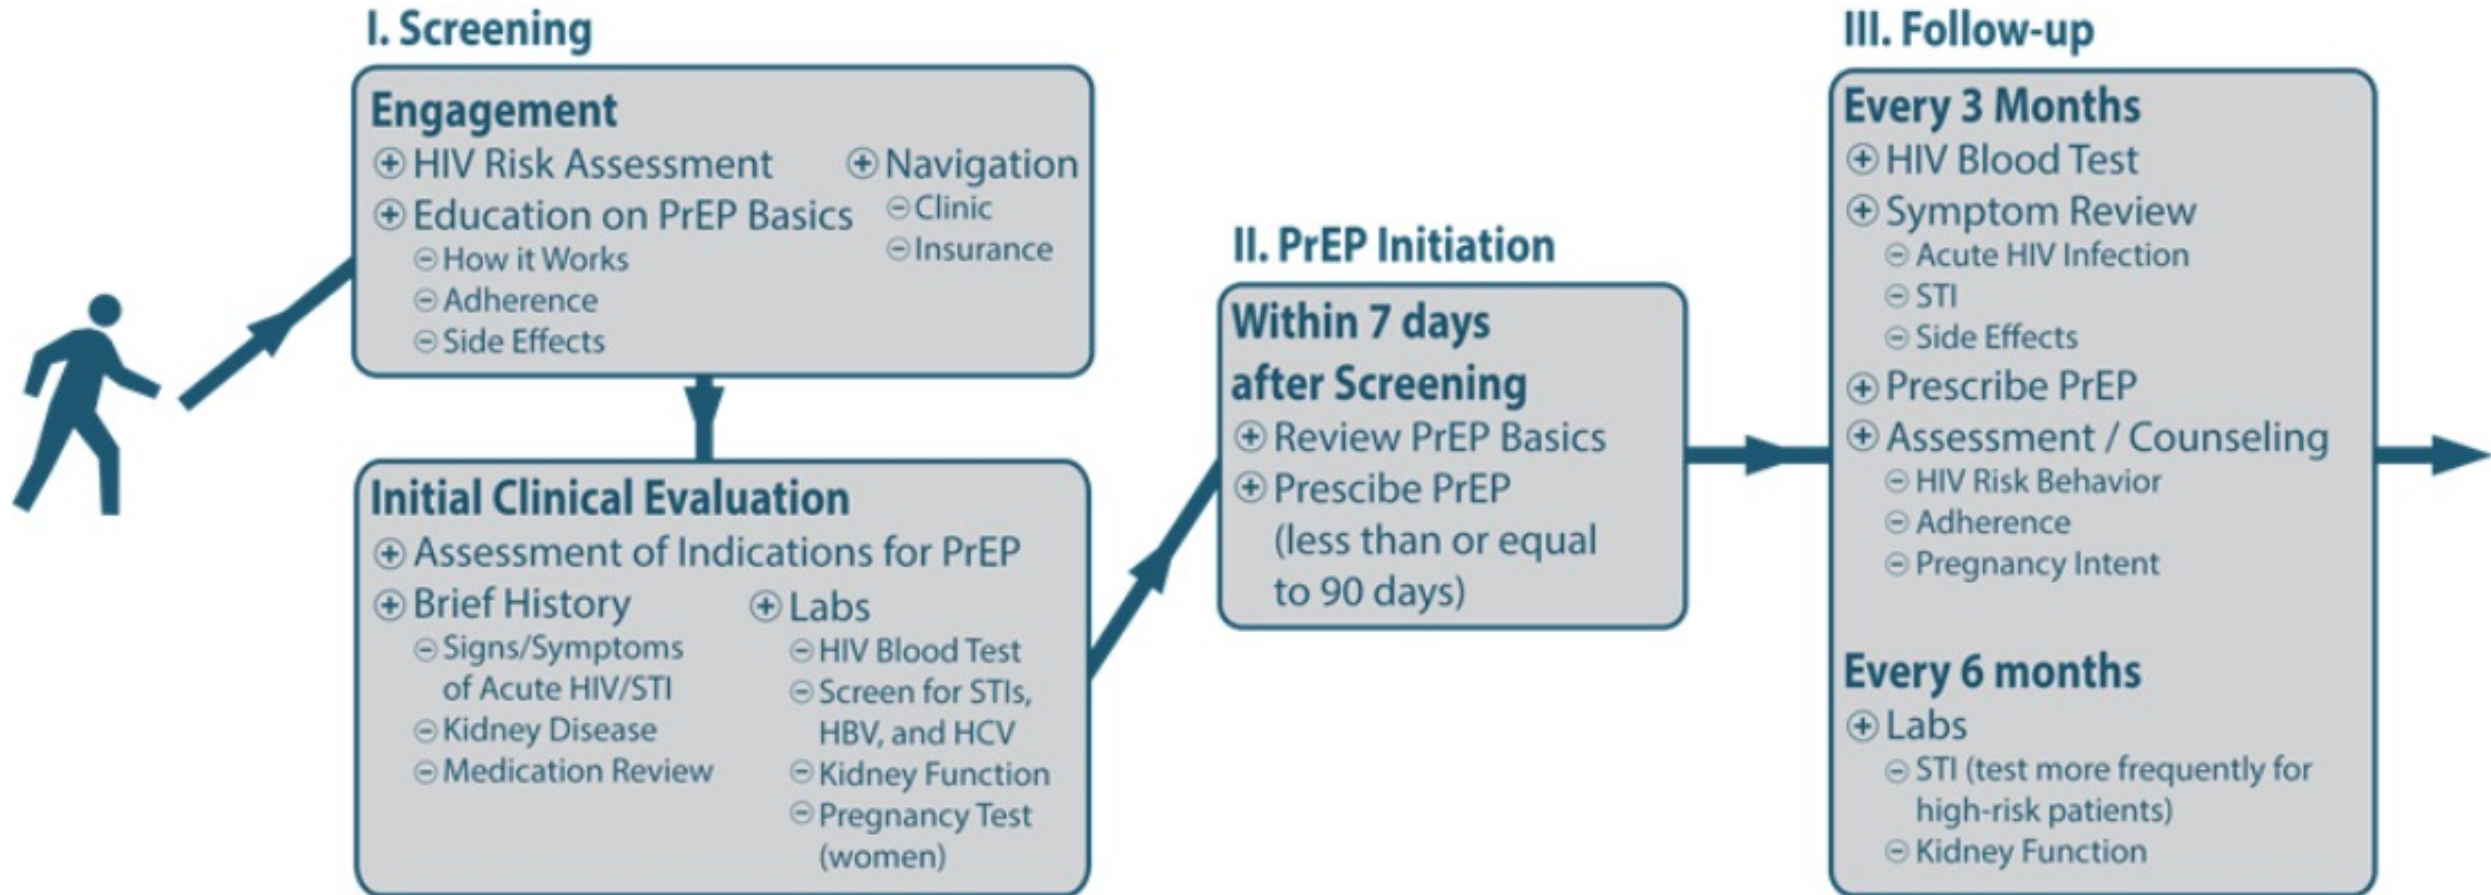 I. Screening
Engagement
⊕ HIV Risk Assessment
⊕ Education on PrEP Basics
⊖ How it Works
⊖ Adherence
⊖ Side Effects
⊕ Navigation
⊖ Clinic
⊖ Insurance
Initial Clinical Evaluation
⊕ Assessment of Indications for PrEP
⊕ Brief History
⊖ Signs/Symptoms
of Acute HIV/STI
⊖ Kidney Disease
⊖ Medication Review
⊕ Labs
⊖ HIV Blood Test
⊖ Screen for STIs,
HBV, and HCV
⊖ Kidney Function
⊖ Pregnancy Test
(women)
II. PrEP Initiation
Within 7 days
after Screening
⊕ Review PrEP Basics
⊕ Prescibe PrEP
(less than or equal
to 90 days)
III. Follow-up
Every 3 Months
⊕ HIV Blood Test
⊕ Symptom Review
⊖ Acute HIV Infection
⊖ STI
⊖ Side Effects
⊕ Prescribe PrEP
⊕ Assessment / Counseling
⊖ HIV Risk Behavior
⊖ Adherence
⊖ Pregnancy Intent
Every 6 months
⊕ Labs
⊖ STI (test more frequently for
high-risk patients)
⊖ Kidney Function